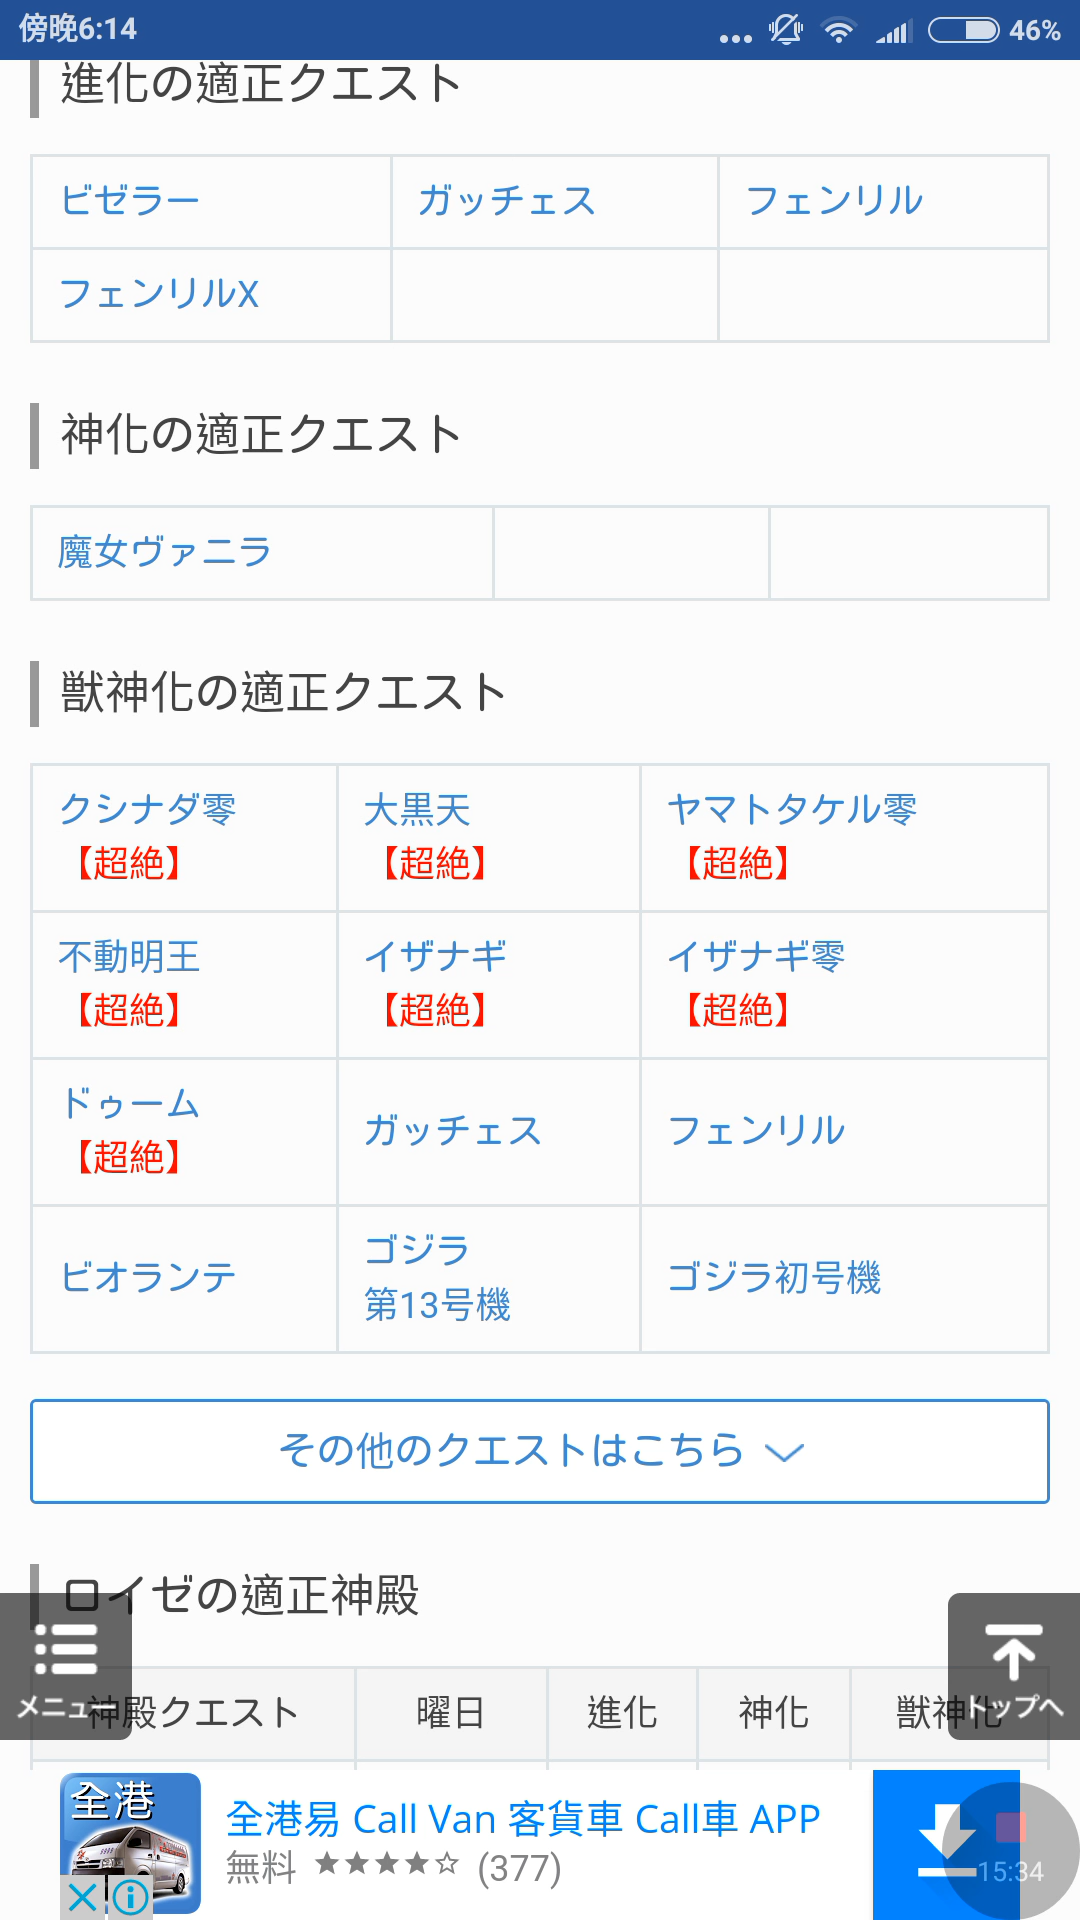 傍晚6:14
46%
進化の適正クエスト
ビゼラー
ガッチェス
フェンリル
フェンリルX
神化の適正クエスト
魔女ヴァニラ
獣神化の適正クエスト
クシナダ零
【超絶】
大黒天
【超絶】
ヤマトタケル零
【超絶】
不動明王
【超絶】
イザナギ
【超絶】
イザナギ零
【超絶】
ドゥーム
【超絶】
ガッチェス
フェンリル
ビオランテ
ゴジラ
第13号機
ゴジラ初号機
その他のクエストはこちら
ロイゼの適正神殿
メニュー
トップへ
神殿クエスト
曜日
進化
神化
獣神化
全港
全港易 Call Van 客貨車 Call車 APP
無料 ★★★★☆ (377)
15:34